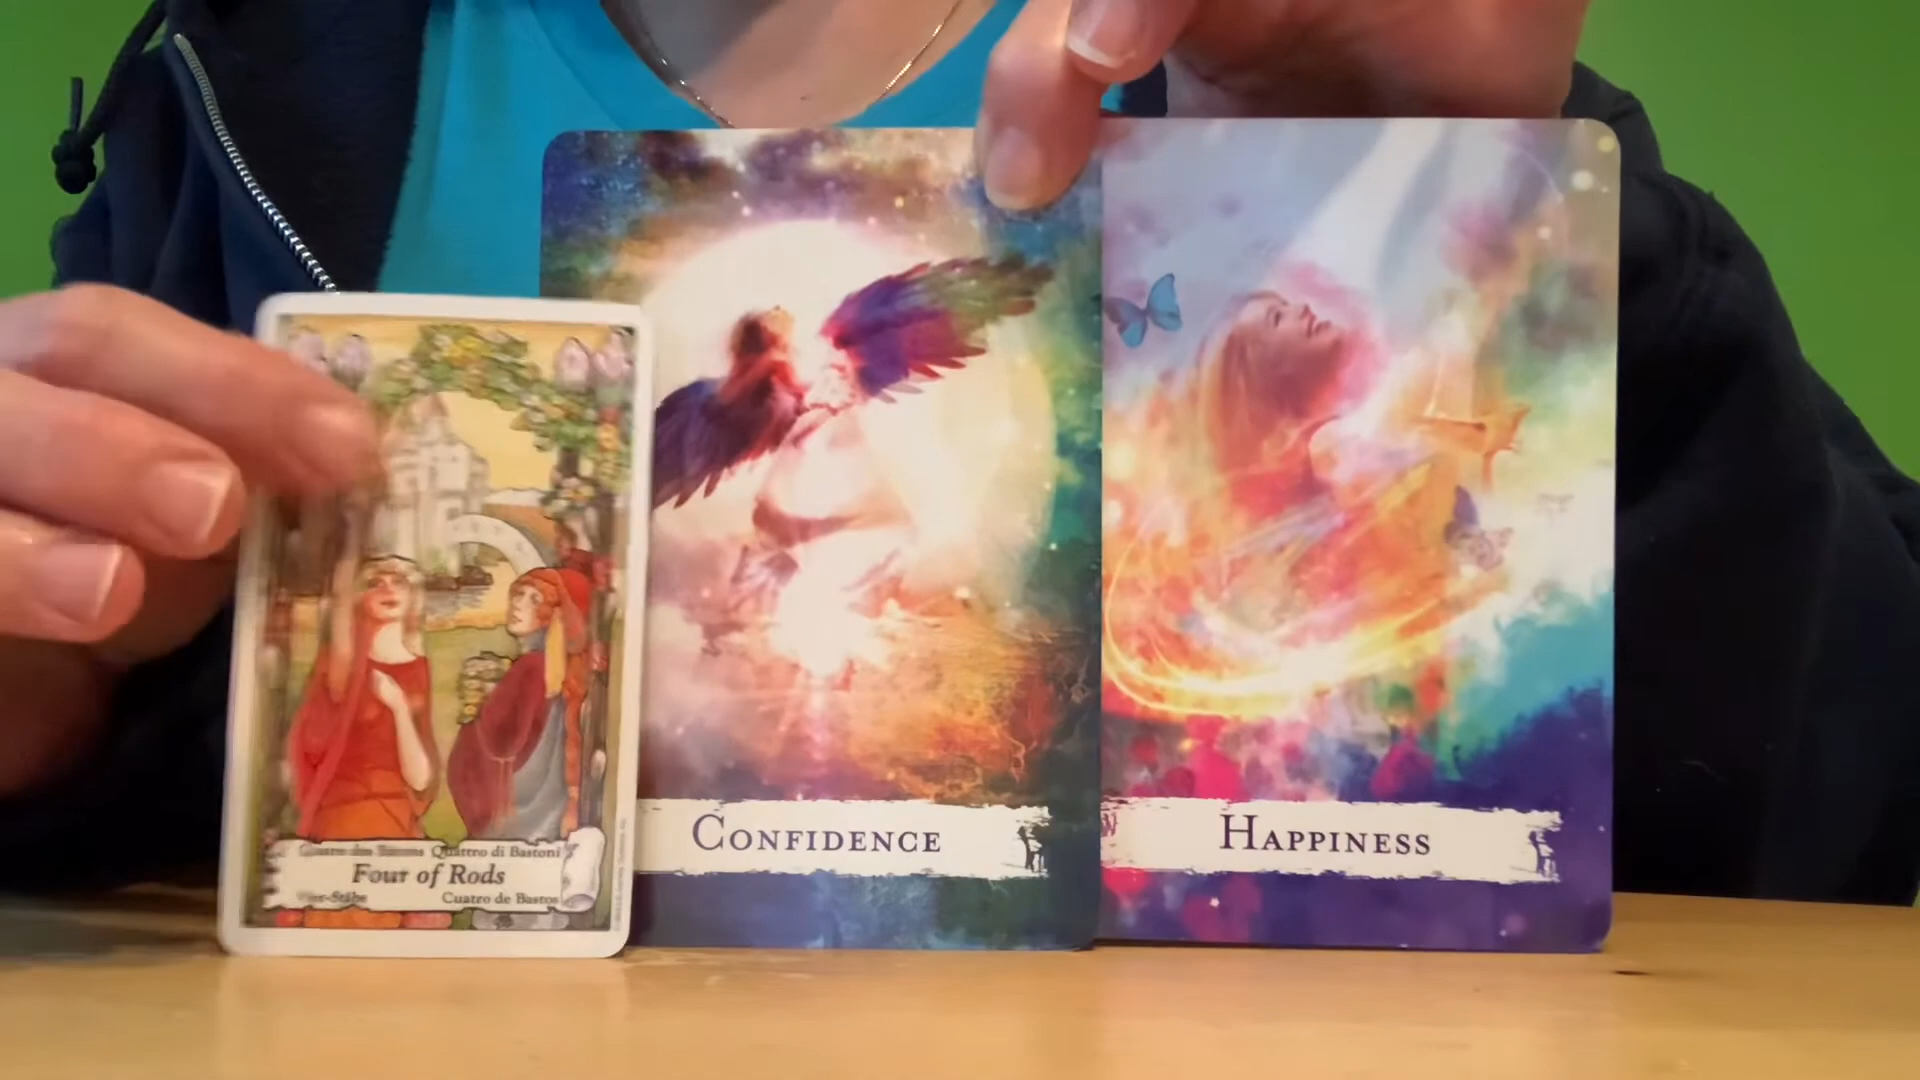 Quattro di Bastoni
Four of Rods
Cuatro de Bastos
Confidence
Happiness